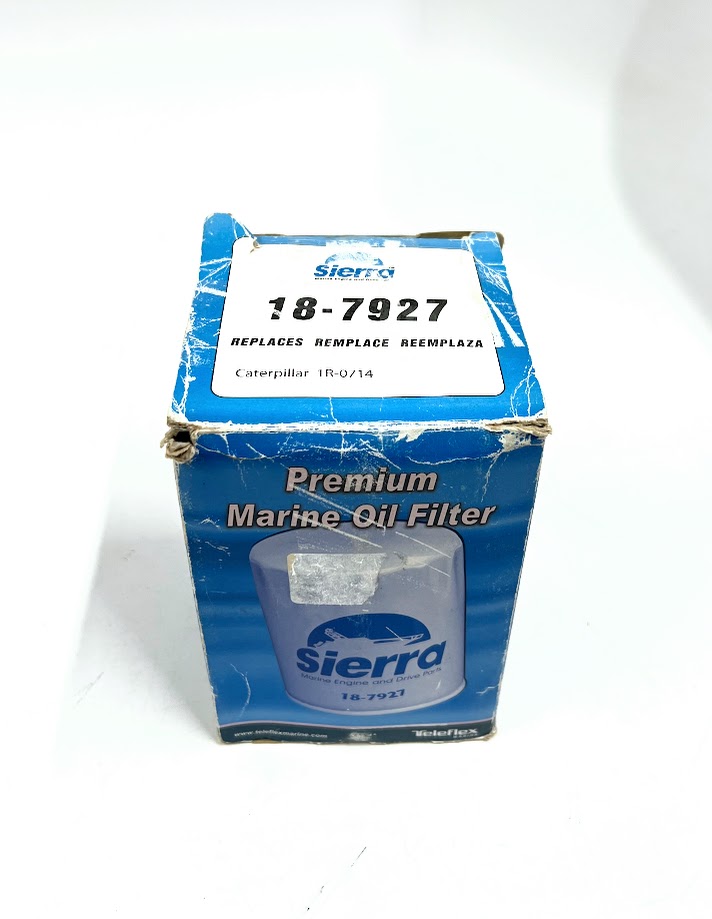 Sierra
18-7927
REPLACES REMPLACE REEMPLAZA
Caterpillar 1R-0714
Premium
Marine Oil Filter
Sierra
Marine Engine and Drive Parts
18-7927
www.teleflexmarine.com
Teleflex